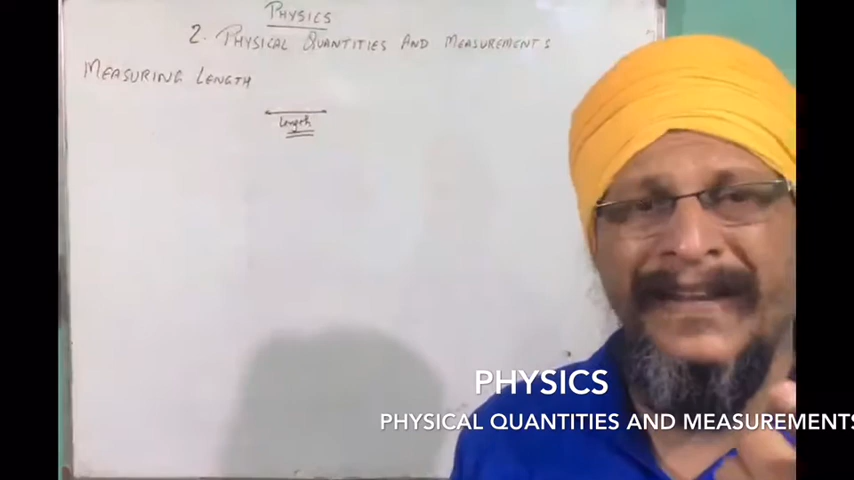 PHYSICS
2. PHYSICAL QUANTITIES AND MEASUREMENTS
MEASURING LENGTH
Length
PHYSICS
PHYSICAL QUANTITIES AND MEASUREMENTS